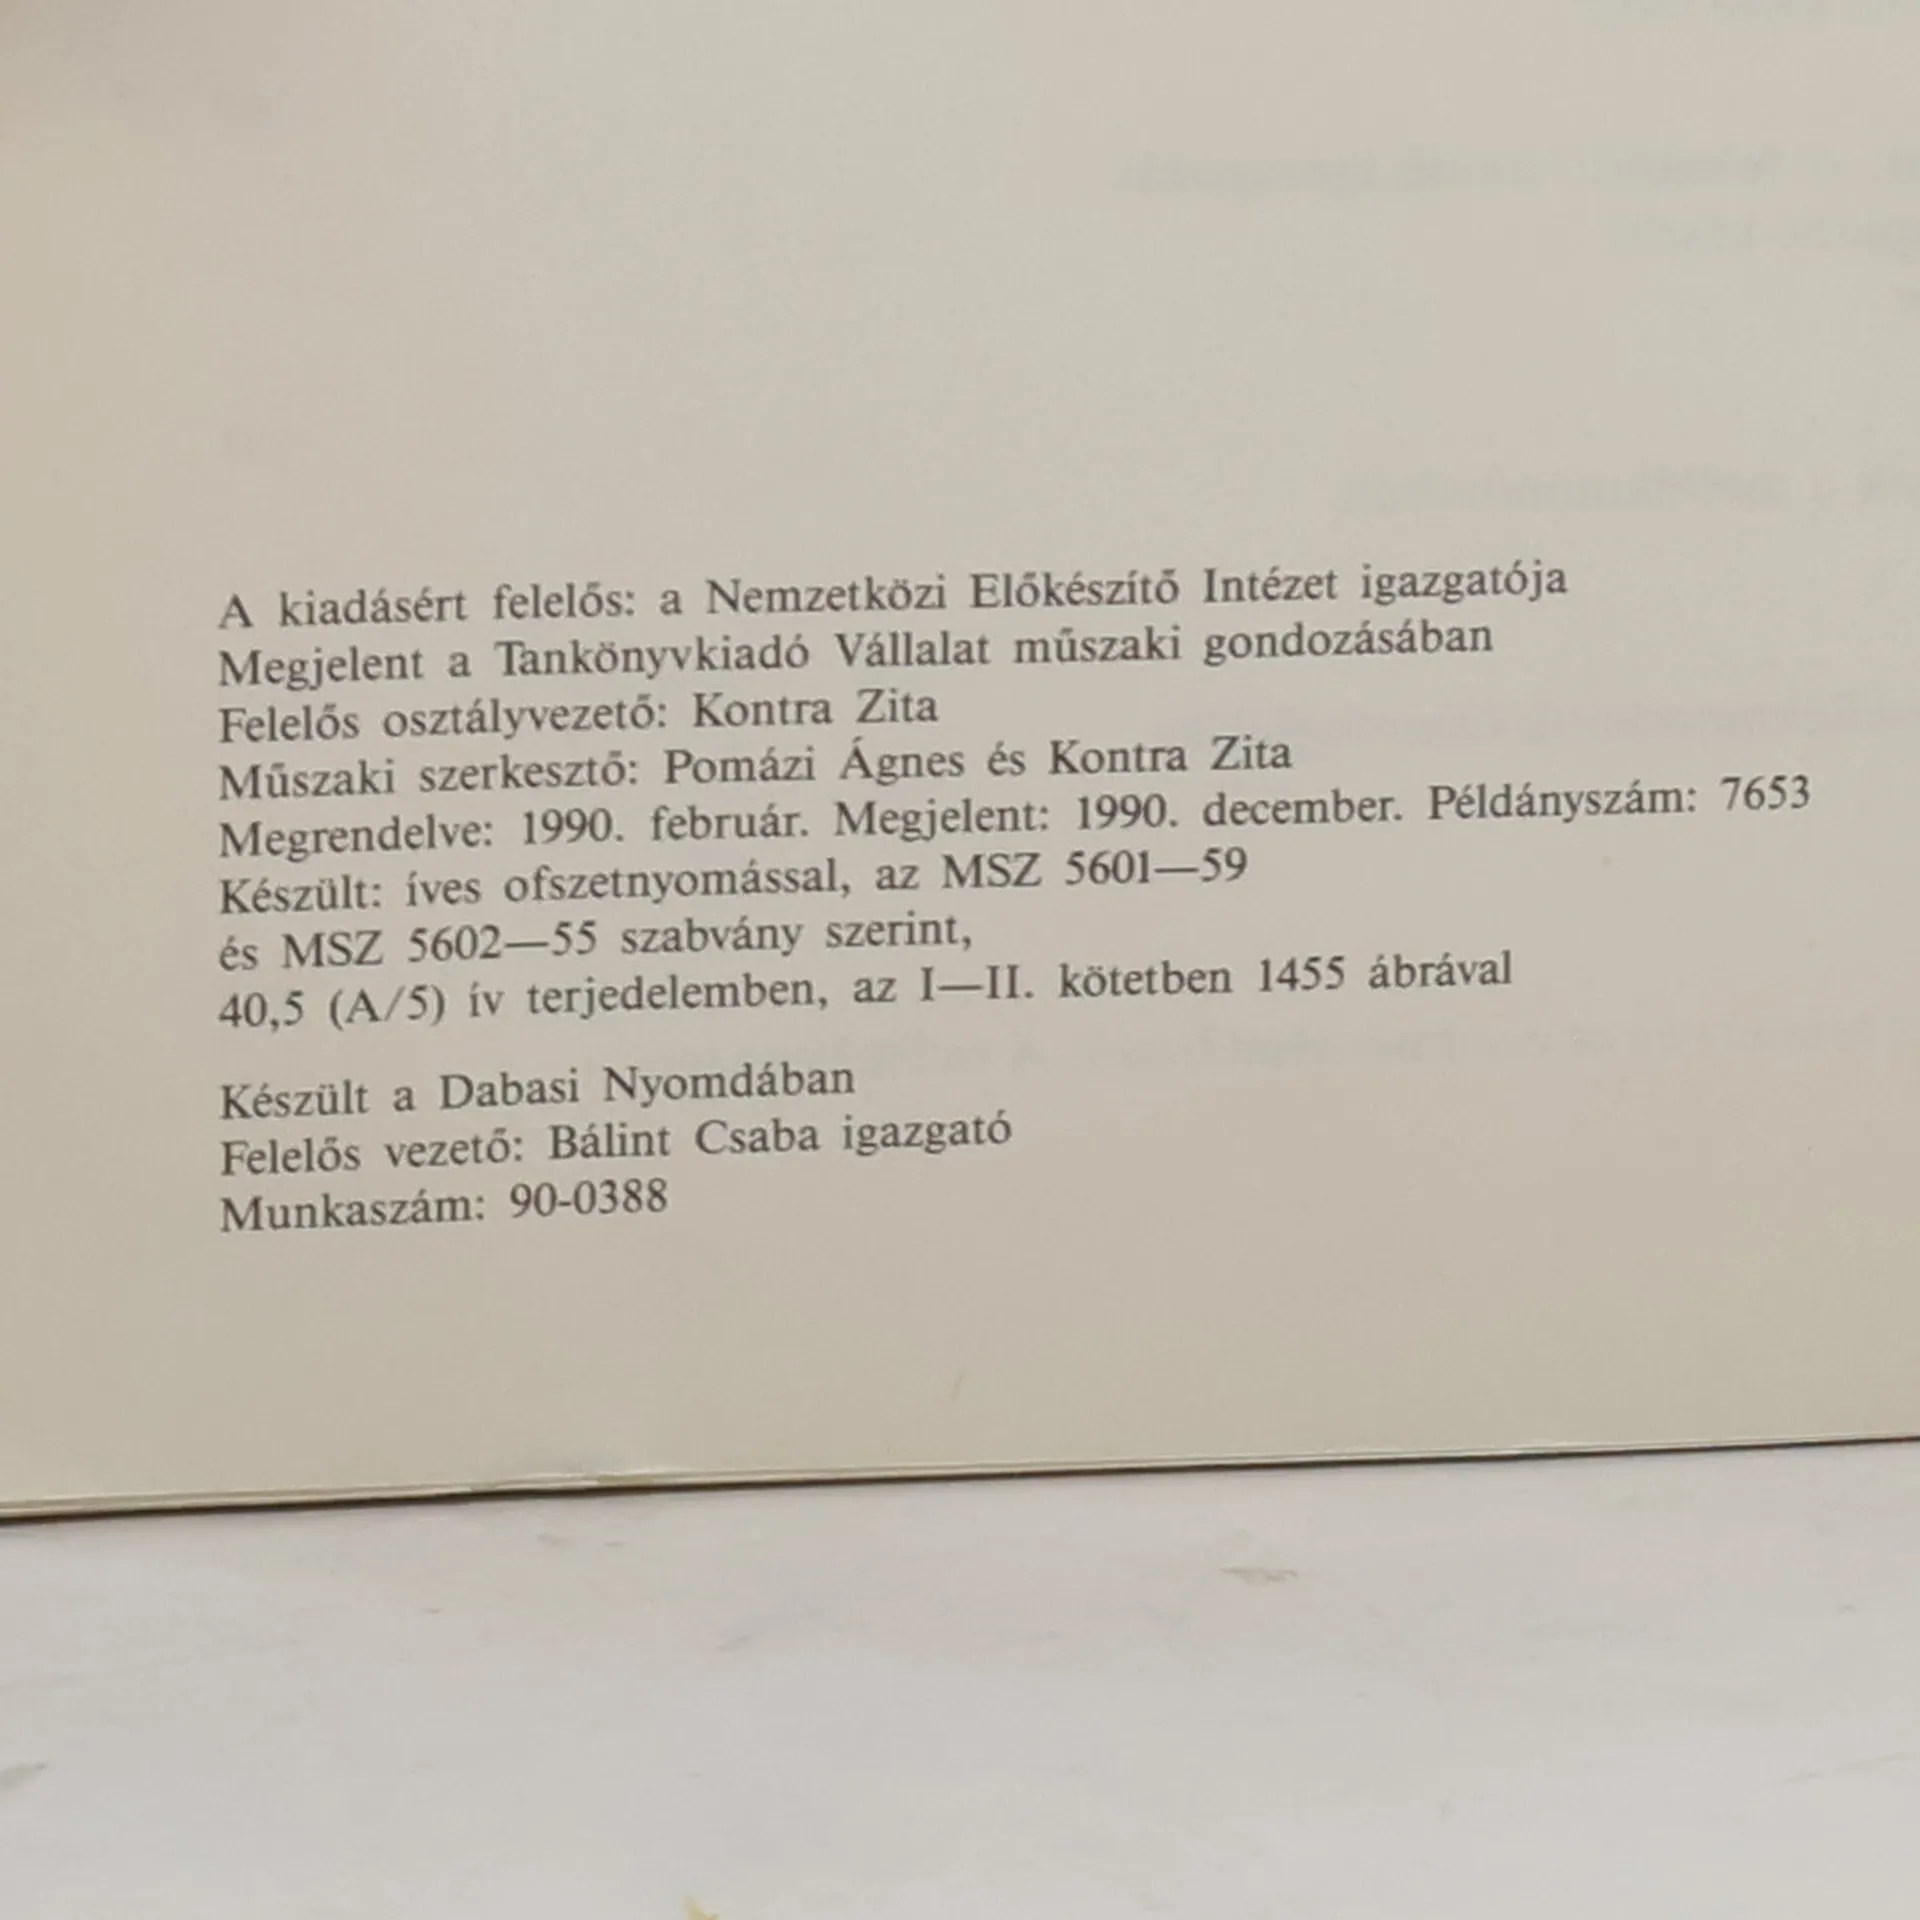 A kiadásért felelős: a Nemzetközi Előkészítő Intézet igazgatója
Megjelent a Tankönyvkiadó Vállalat műszaki gondozásában
Felelős osztályvezető: Kontra Zita
Műszaki szerkesztő: Pomázi Ágnes és Kontra Zita
Megrendelve: 1990. február. Megjelent: 1990. december. Példányszám: 7653
Készült: íves ofszetnyomással, az MSZ 5601—59
és MSZ 5602—55 szabvány szerint,
40,5 (A/5) ív terjedelemben, az I—II. kötetben 1455 ábrával
Készült a Dabasi Nyomdában
Felelős vezető: Bálint Csaba igazgató
Munkaszám: 90-0388